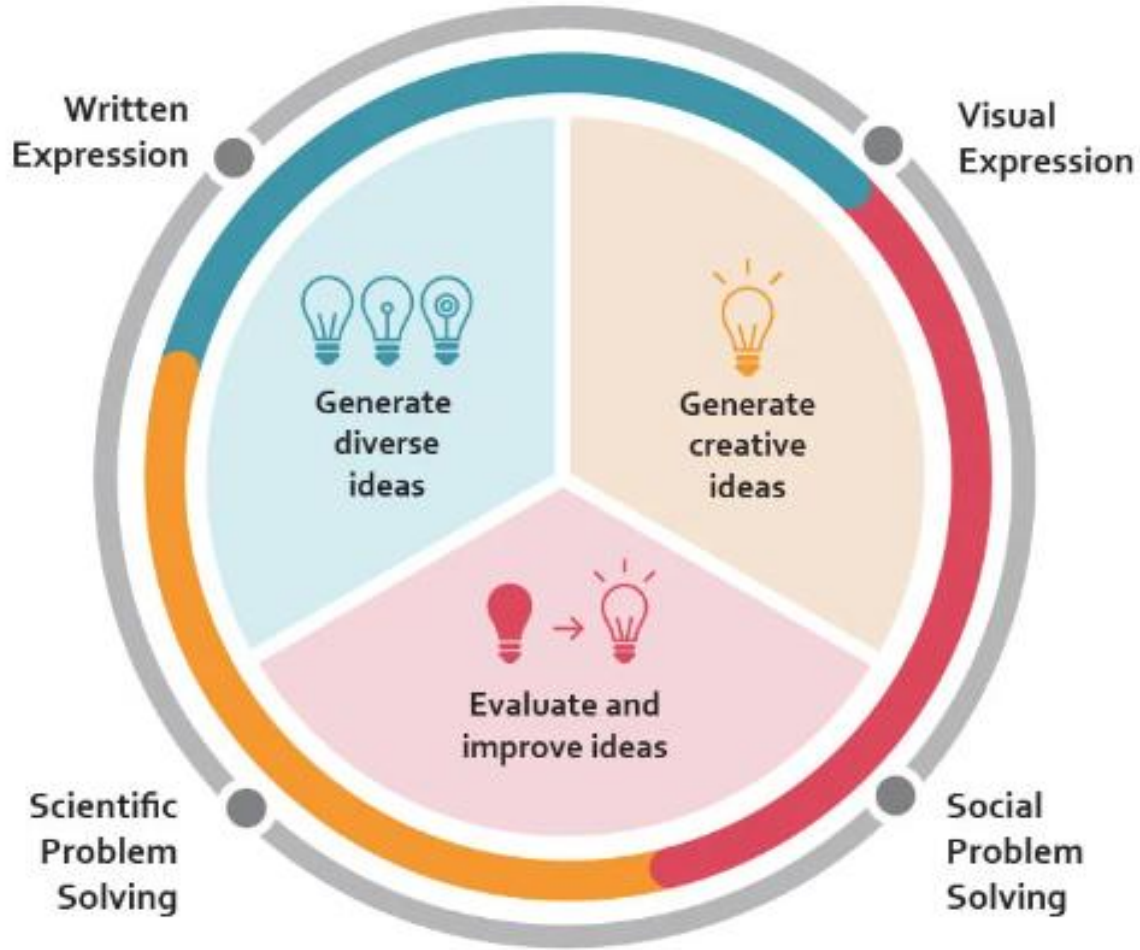 Written
Expression
Visual
Expression
Generate
diverse
ideas
Generate
creative
ideas
Evaluate and
improve ideas
Scientific
Problem
Solving
Social
Problem
Solving